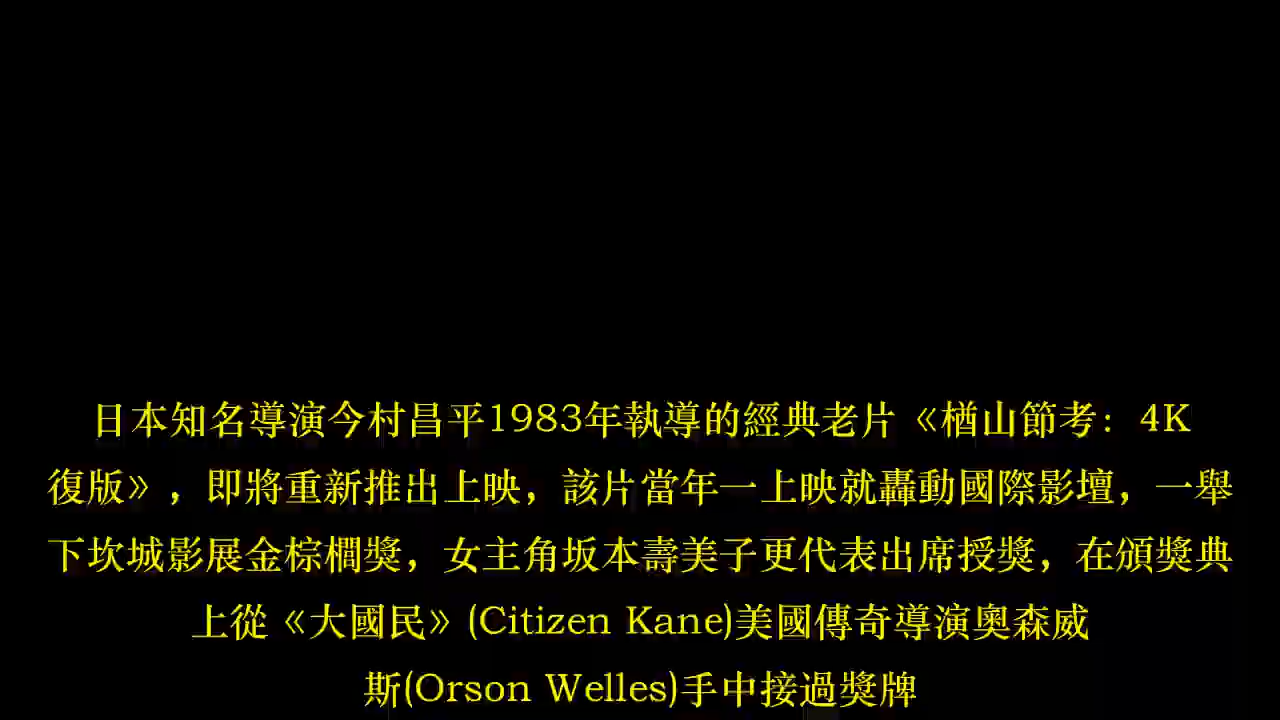 日本知名導演今村昌平1983年執導的經典老片《楢山節考：4K
復版》，即將重新推出上映，該片當年一上映就轟動國際影壇，一舉
下坎城影展金棕櫚獎，女主角坂本壽美子更代表出席授獎，在頒獎典
上從《大國民》(Citizen Kane)美國傳奇導演奧森威
斯(Orson Welles)手中接過獎牌